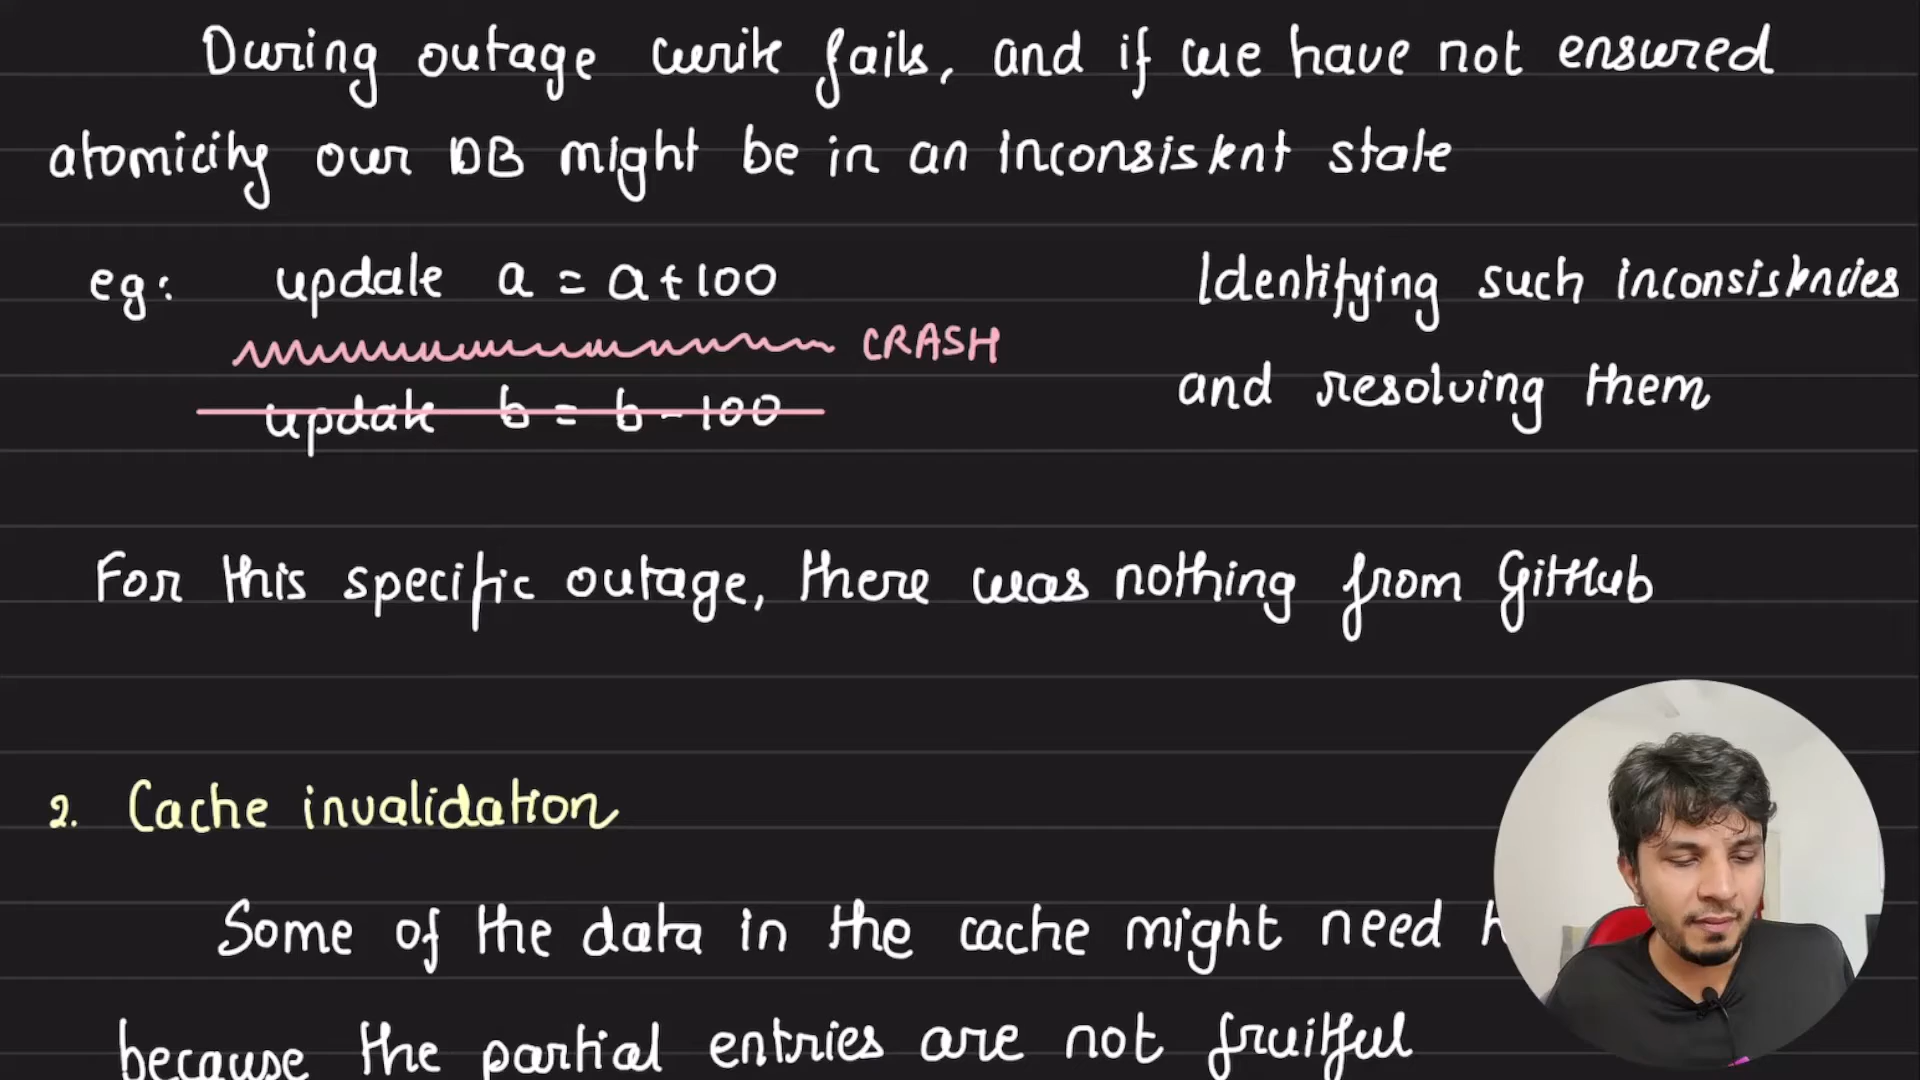 During outage write fails, and if we have not ensured
atomicity our DB might be in an inconsistent state
eg: update a = a + 100
CRASH
update b = b - 100
Identifying such inconsistencies
and resolving them
For this specific outage, there was nothing from GitHub
2. Cache invalidation
Some of the data in the cache might need
because the partial entries are not fruitful